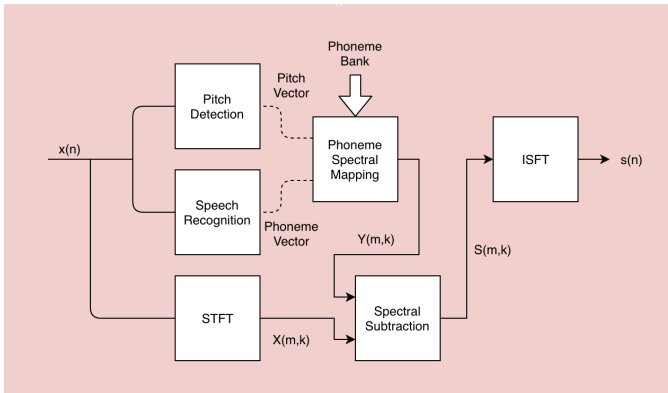 Phoneme
Bank
Pitch
Vector
Pitch
Detection
x(n)
Phoneme
Spectral
Mapping
ISFT
s(n)
Speech
Recognition
Phoneme
Vector
Y(m,k)
S(m,k)
STFT
X(m,k)
Spectral
Subtraction